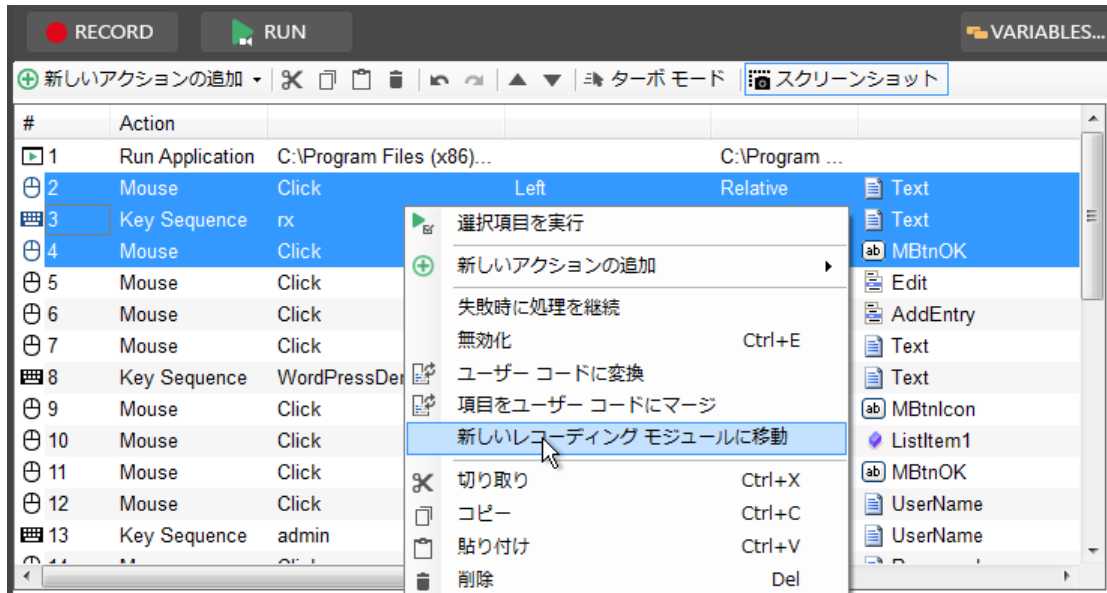 RECORD RUN VARIABLES...
新しいアクションの追加 ターボ モード スクリーンショット
# Action
1 Run Application C:\Program Files (x86)... C:\Program ...
2 Mouse Click Left Relative Text
3 Key Sequence rx Text
4 Mouse Click MBtnOK
5 Mouse Click Edit
6 Mouse Click AddEntry
7 Mouse Click Text
8 Key Sequence WordPressDer Text
9 Mouse Click MBtnIcon
10 Mouse Click ListItem1
11 Mouse Click MBtnOK
12 Mouse Click UserName
13 Key Sequence admin UserName
選択項目を実行
新しいアクションの追加
失敗時に処理を継続
無効化 Ctrl+E
ユーザー コードに変換
項目をユーザー コードにマージ
新しいレコーディング モジュールに移動
切り取り Ctrl+X
コピー Ctrl+C
貼り付け Ctrl+V
削除 Del